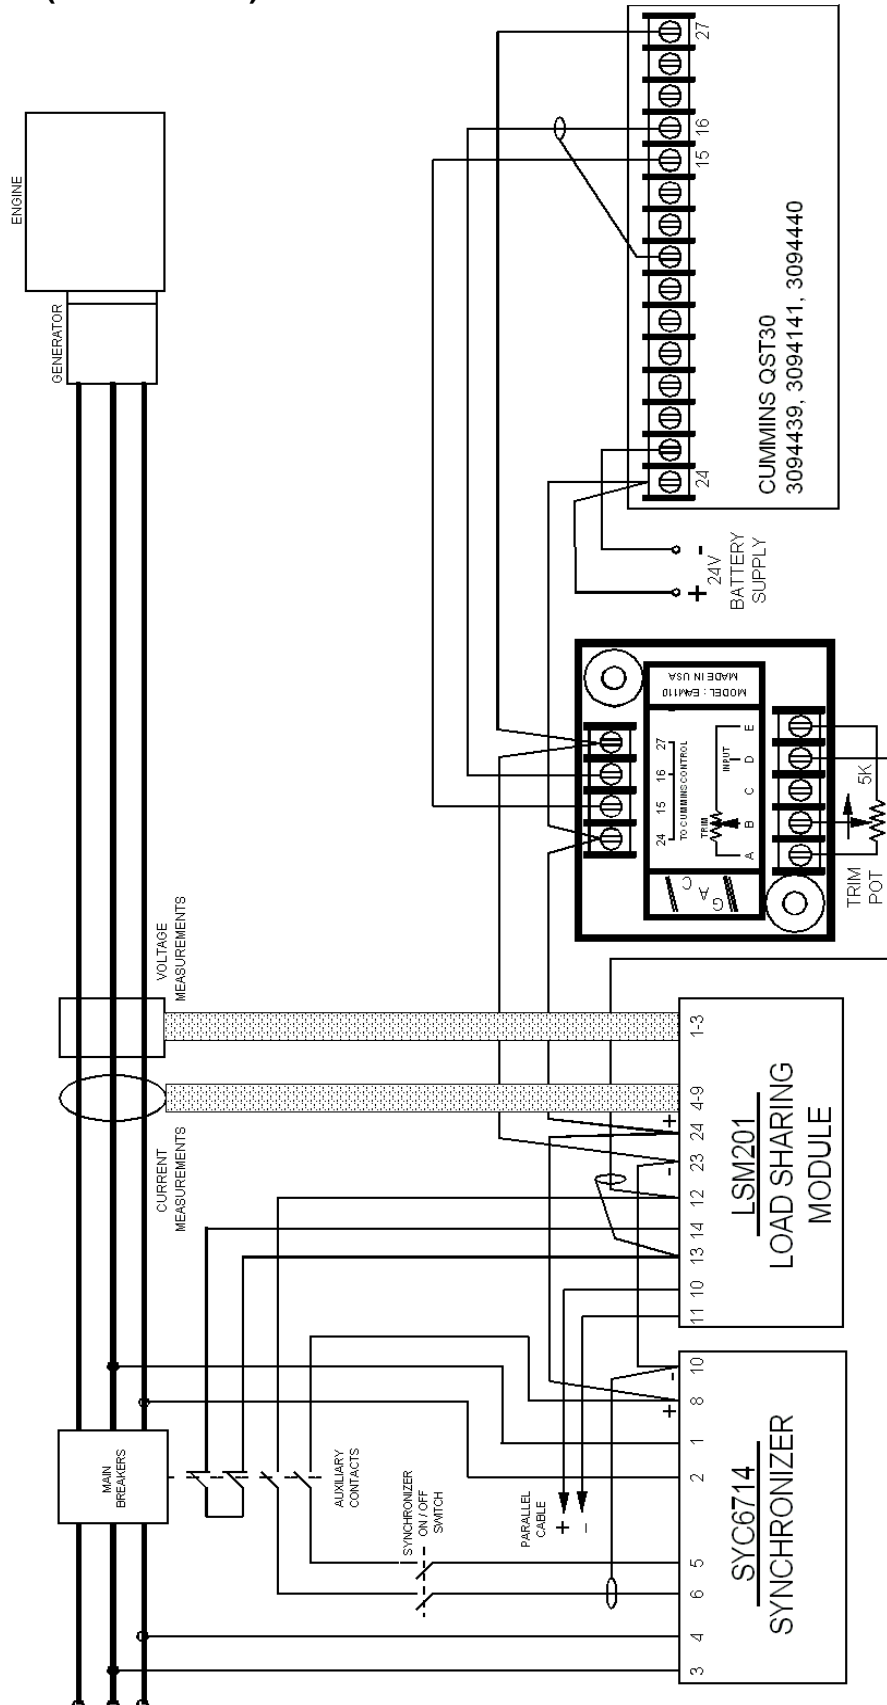 ENGINE
GENERATOR
27
16
15
24
CUMMINS QST30
3094439, 3094141, 3094440
-
+
24V
BATTERY
SUPPLY
MODEL : EAM110
MADE IN USA
24 15 16 27
TO CUMMINS CONTROL
TRIM
INPUT
A B C D E
G A C
5K
TRIM
POT
VOLTAGE
MEASUREMENTS
CURRENT
MEASUREMENTS
11 10 13 14 12 23 24 4-9 1-3
- +
LSM201
LOAD SHARING
MODULE
MAIN
BREAKERS
AUXILIARY
CONTACTS
SYNCHRONIZER
ON / OFF
SWITCH
PARALLEL
CABLE
+
-
3 4 6 5 2 1 8 10
+ -
SYC6714
SYNCHRONIZER